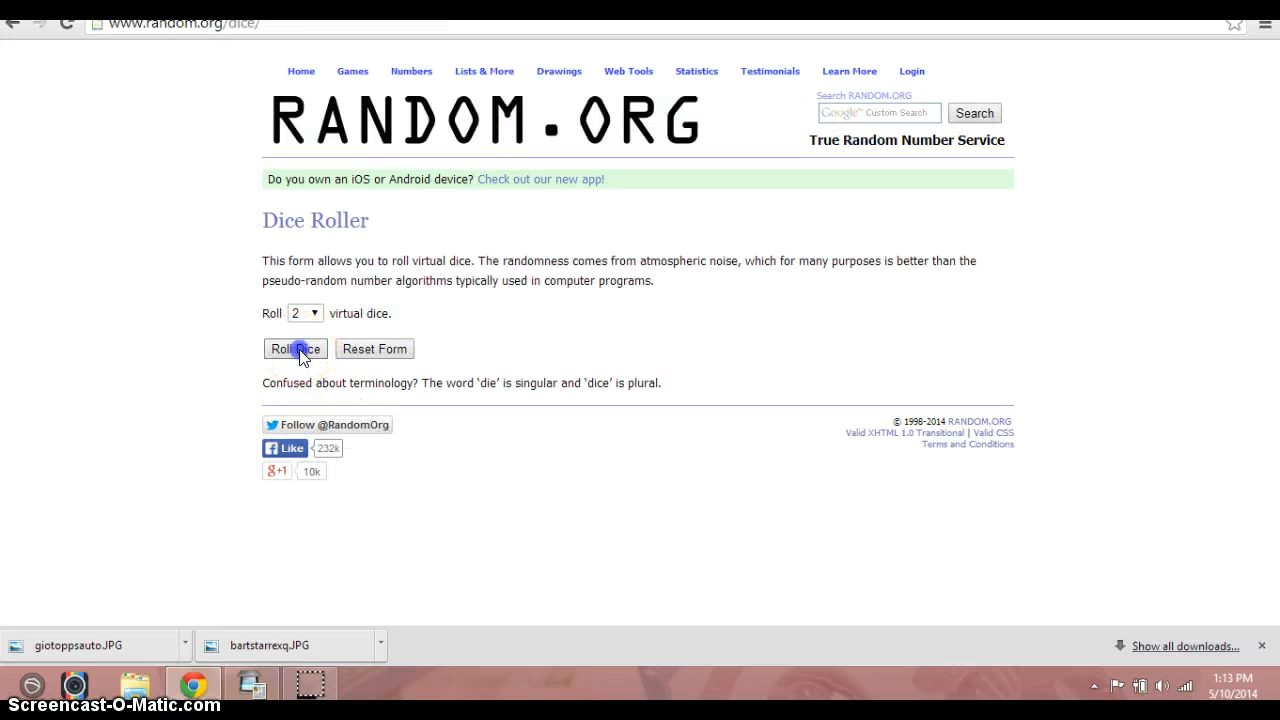 www.random.org/dice/
Home Games Numbers Lists & More Drawings Web Tools Statistics Testimonials Learn More Login
RANDOM.ORG
Search RANDOM.ORG
Google™ Custom Search Search
True Random Number Service
Do you own an iOS or Android device? Check out our new app!
Dice Roller
This form allows you to roll virtual dice. The randomness comes from atmospheric noise, which for many purposes is better than the
pseudo-random number algorithms typically used in computer programs.
Roll 2 virtual dice.
Roll Dice Reset Form
Confused about terminology? The word ‘die’ is singular and ‘dice’ is plural.
Follow @RandomOrg
Like 232k
g+1 10k
© 1998-2014 RANDOM.ORG
Valid XHTML 1.0 Transitional | Valid CSS
Terms and Conditions
giotoppsauto.JPG bartstarrexq.JPG Show all downloads...
1:13 PM
5/10/2014
Screencast-O-Matic.com